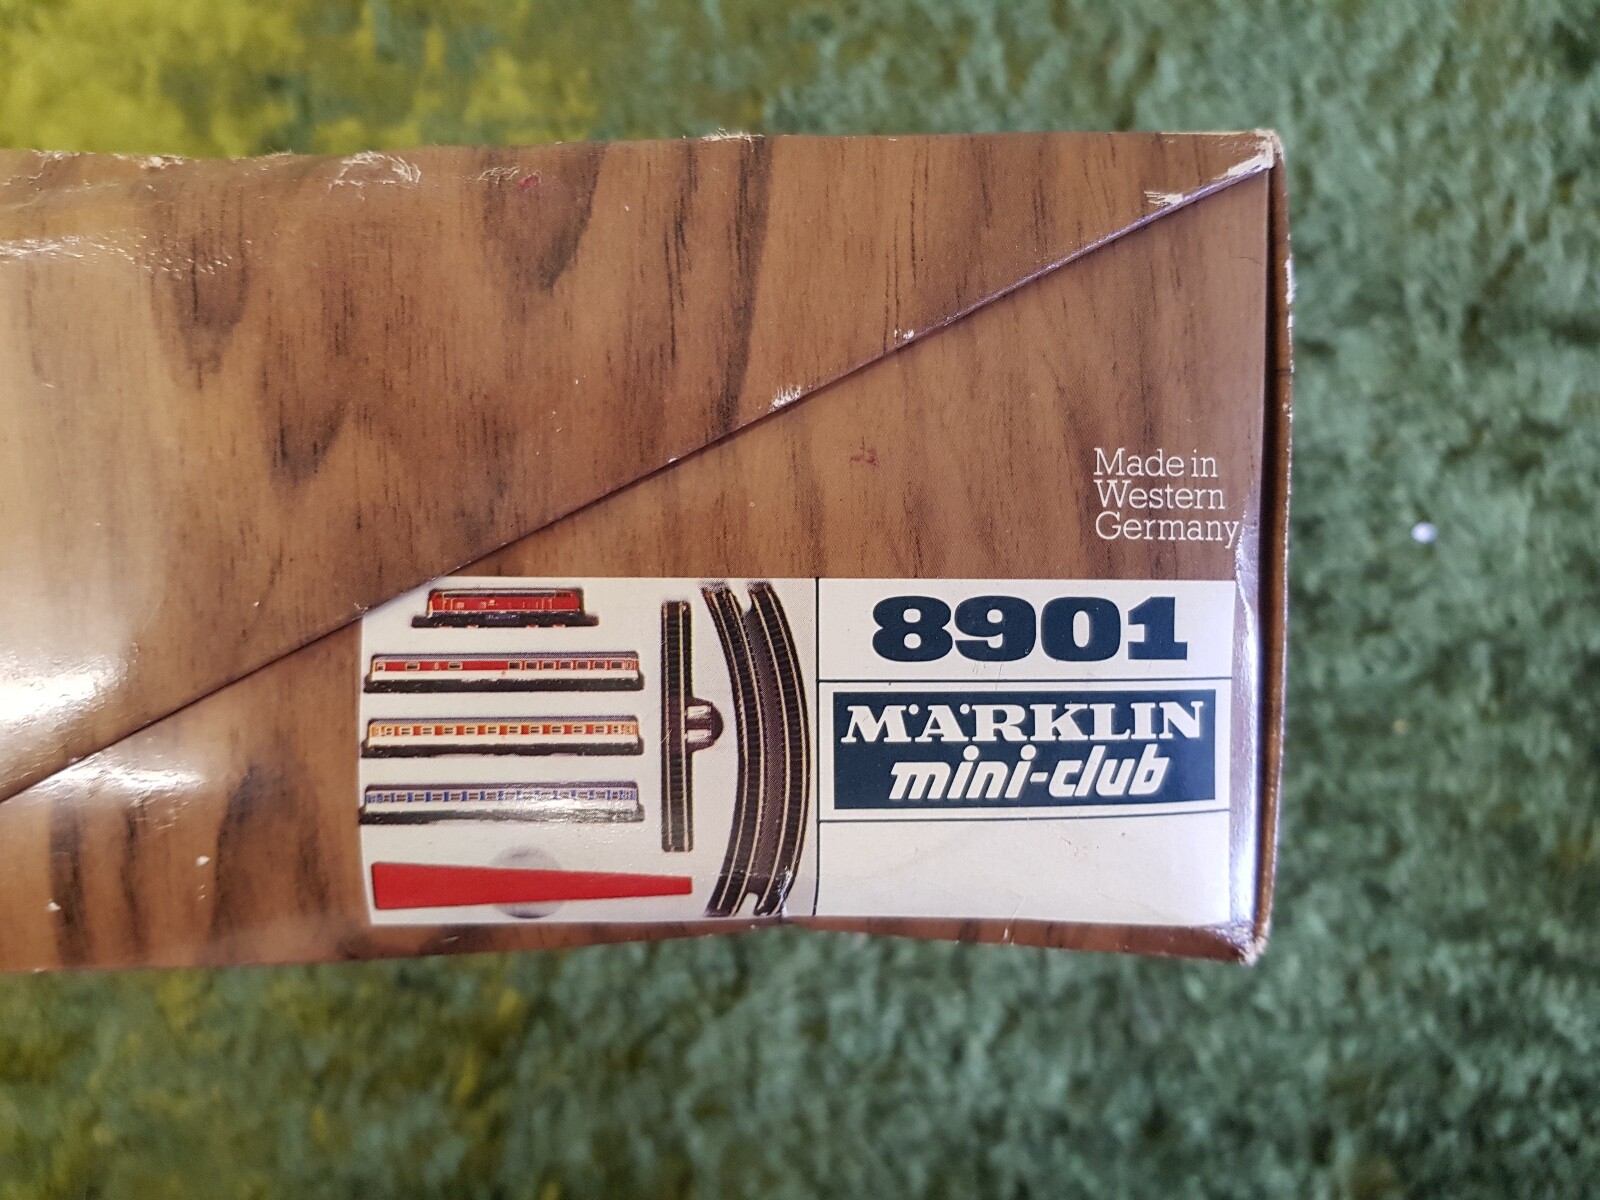 Made in
Western
Germany
8901
MÄRKLIN
mini-club